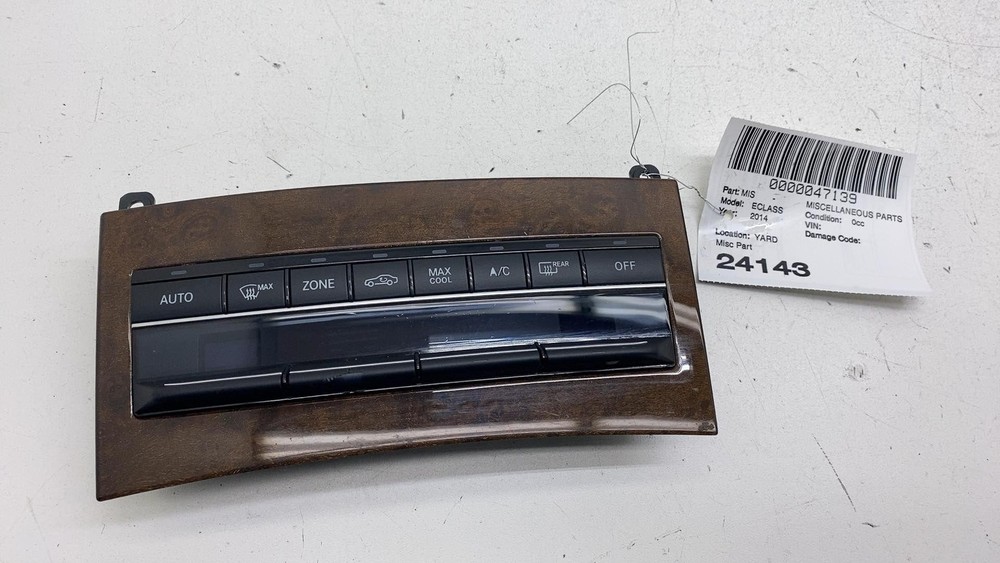 AUTO
MAX
ZONE
MAX
COOL
A/C
REAR
OFF
0000047139
Part: MIS MISCELLANEOUS PARTS
Model: ECLASS Condition: 0cc
Year: 2014 VIN:
Damage Code:
Location: YARD
Misc Part
24143